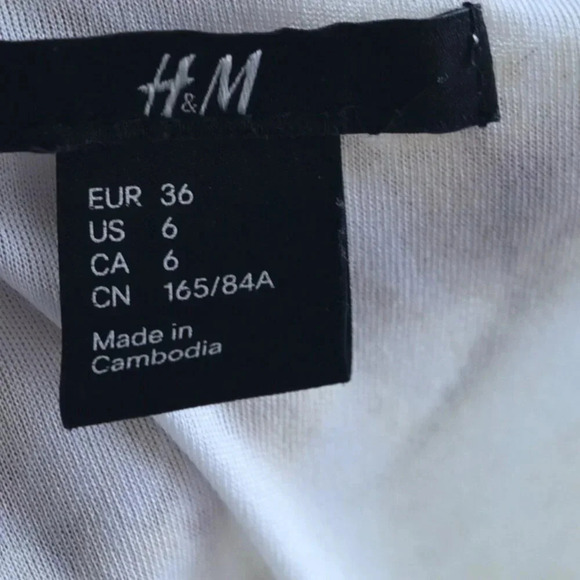 H&M
EUR 36
US 6
CA 6
CN 165/84A
Made in
Cambodia